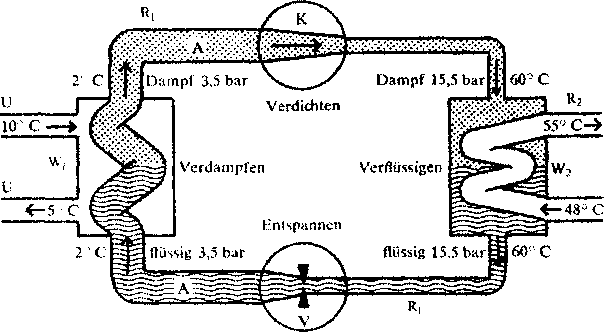 R₁ K
A
2° C Dampf 3,5 bar Dampf 15,5 bar 60° C
Verdichten
U R₂
10° C 55° C
W₁ Verdampfen Verflüssigen W₂
U
5° C 48° C
Entspannen
2° C flüssig 3,5 bar flüssig 15,5 bar 60° C
A R₁
V